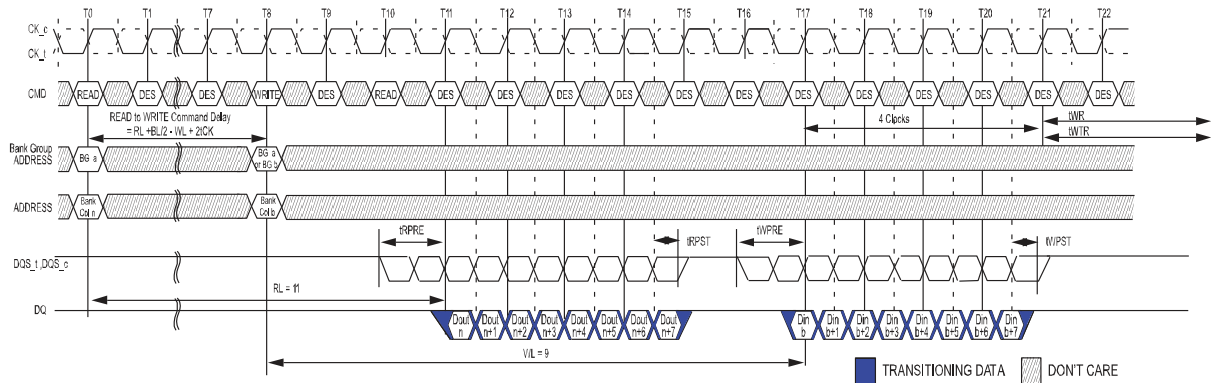 T0 T1 T7 T8 T9 T10 T11 T12 T13 T14 T15 T16 T17 T18 T19 T20 T21 T22
CK_c
CK_t
CMD READ DES DES WRITE DES READ DES DES DES DES DES DES DES DES DES DES DES DES
READ to WRITE Command Delay
= RL +BL/2 - WL + 2tCK
4 Clocks
tWR
tWTR
Bank Group
ADDRESS
BG a
BG a
or BG b
ADDRESS
Bank
Col n
Bank
Col b
tRPRE tRPST tWPRE tWPST
DQS_t,DQS_c
RL = 11
DQ
Dout
n
Dout
n+1
Dout
n+2
Dout
n+3
Dout
n+4
Dout
n+5
Dout
n+6
Dout
n+7
Din
b
Din
b+1
Din
b+2
Din
b+3
Din
b+4
Din
b+5
Din
b+6
Din
b+7
WL = 9
TRANSITIONING DATA
DON'T CARE